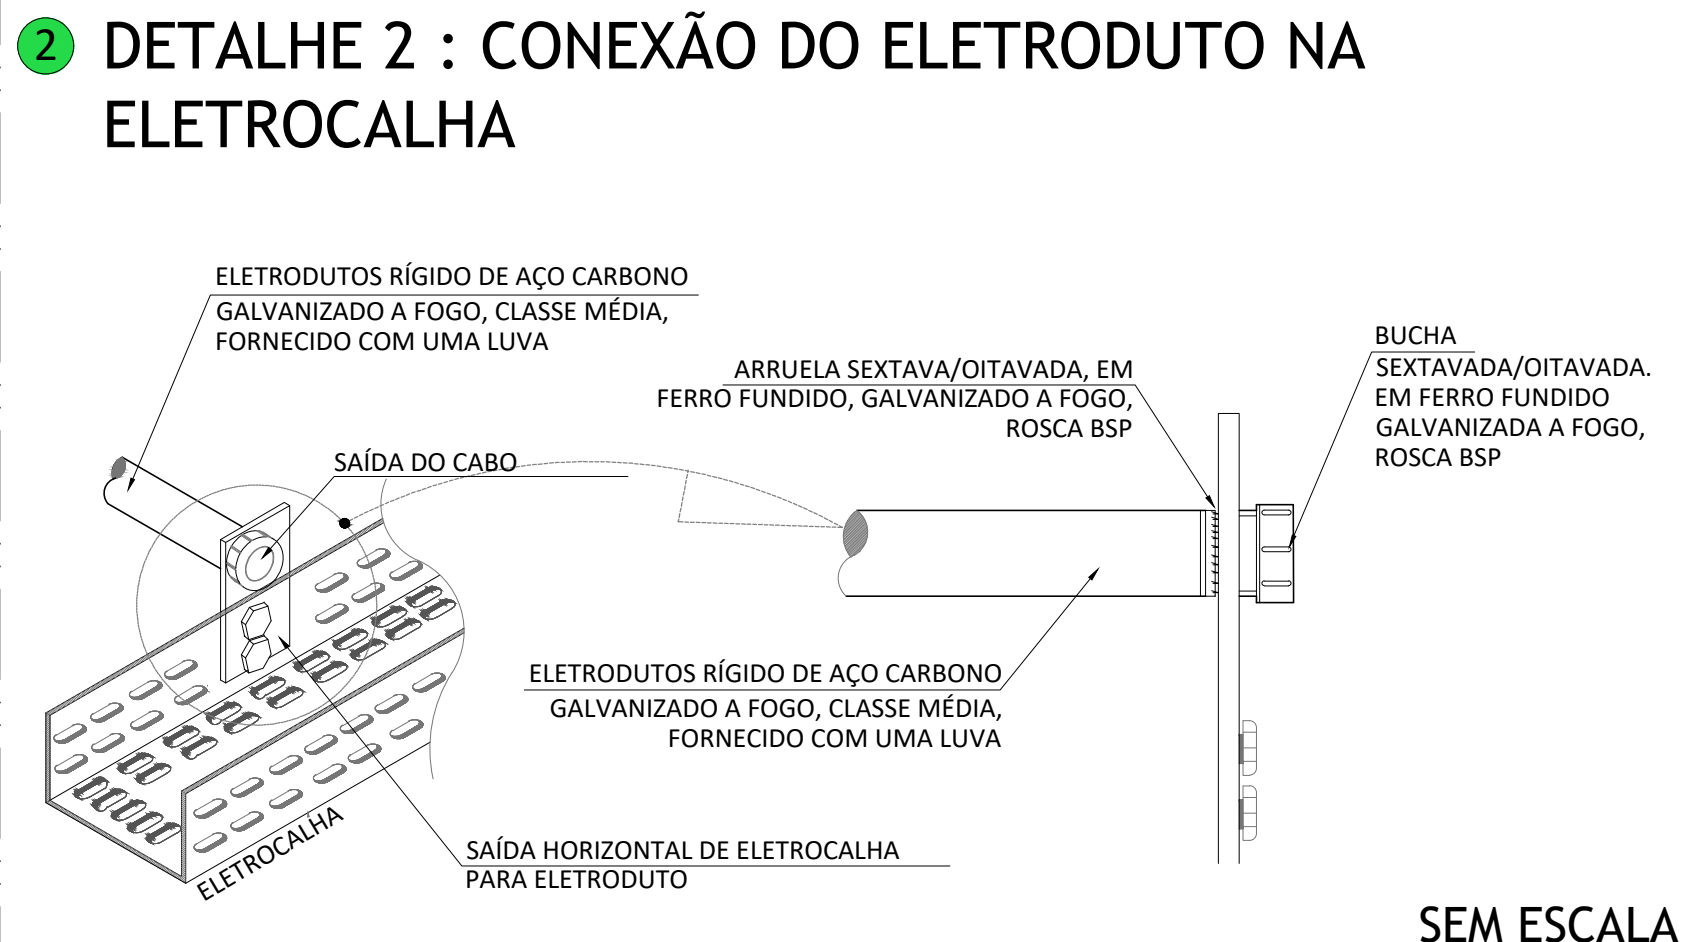 2 DETALHE 2 : CONEXÃO DO ELETRODUTO NA
ELETROCALHA
ELETRODUTOS RÍGIDO DE AÇO CARBONO
GALVANIZADO A FOGO, CLASSE MÉDIA,
FORNECIDO COM UMA LUVA
SAÍDA DO CABO
ARRUELA SEXTAVA/OITAVADA, EM
FERRO FUNDIDO, GALVANIZADO A FOGO,
ROSCA BSP
BUCHA
SEXTAVADA/OITAVADA.
EM FERRO FUNDIDO
GALVANIZADA A FOGO,
ROSCA BSP
ELETRODUTOS RÍGIDO DE AÇO CARBONO
GALVANIZADO A FOGO, CLASSE MÉDIA,
FORNECIDO COM UMA LUVA
ELETROCALHA
SAÍDA HORIZONTAL DE ELETROCALHA
PARA ELETRODUTO
SEM ESCALA